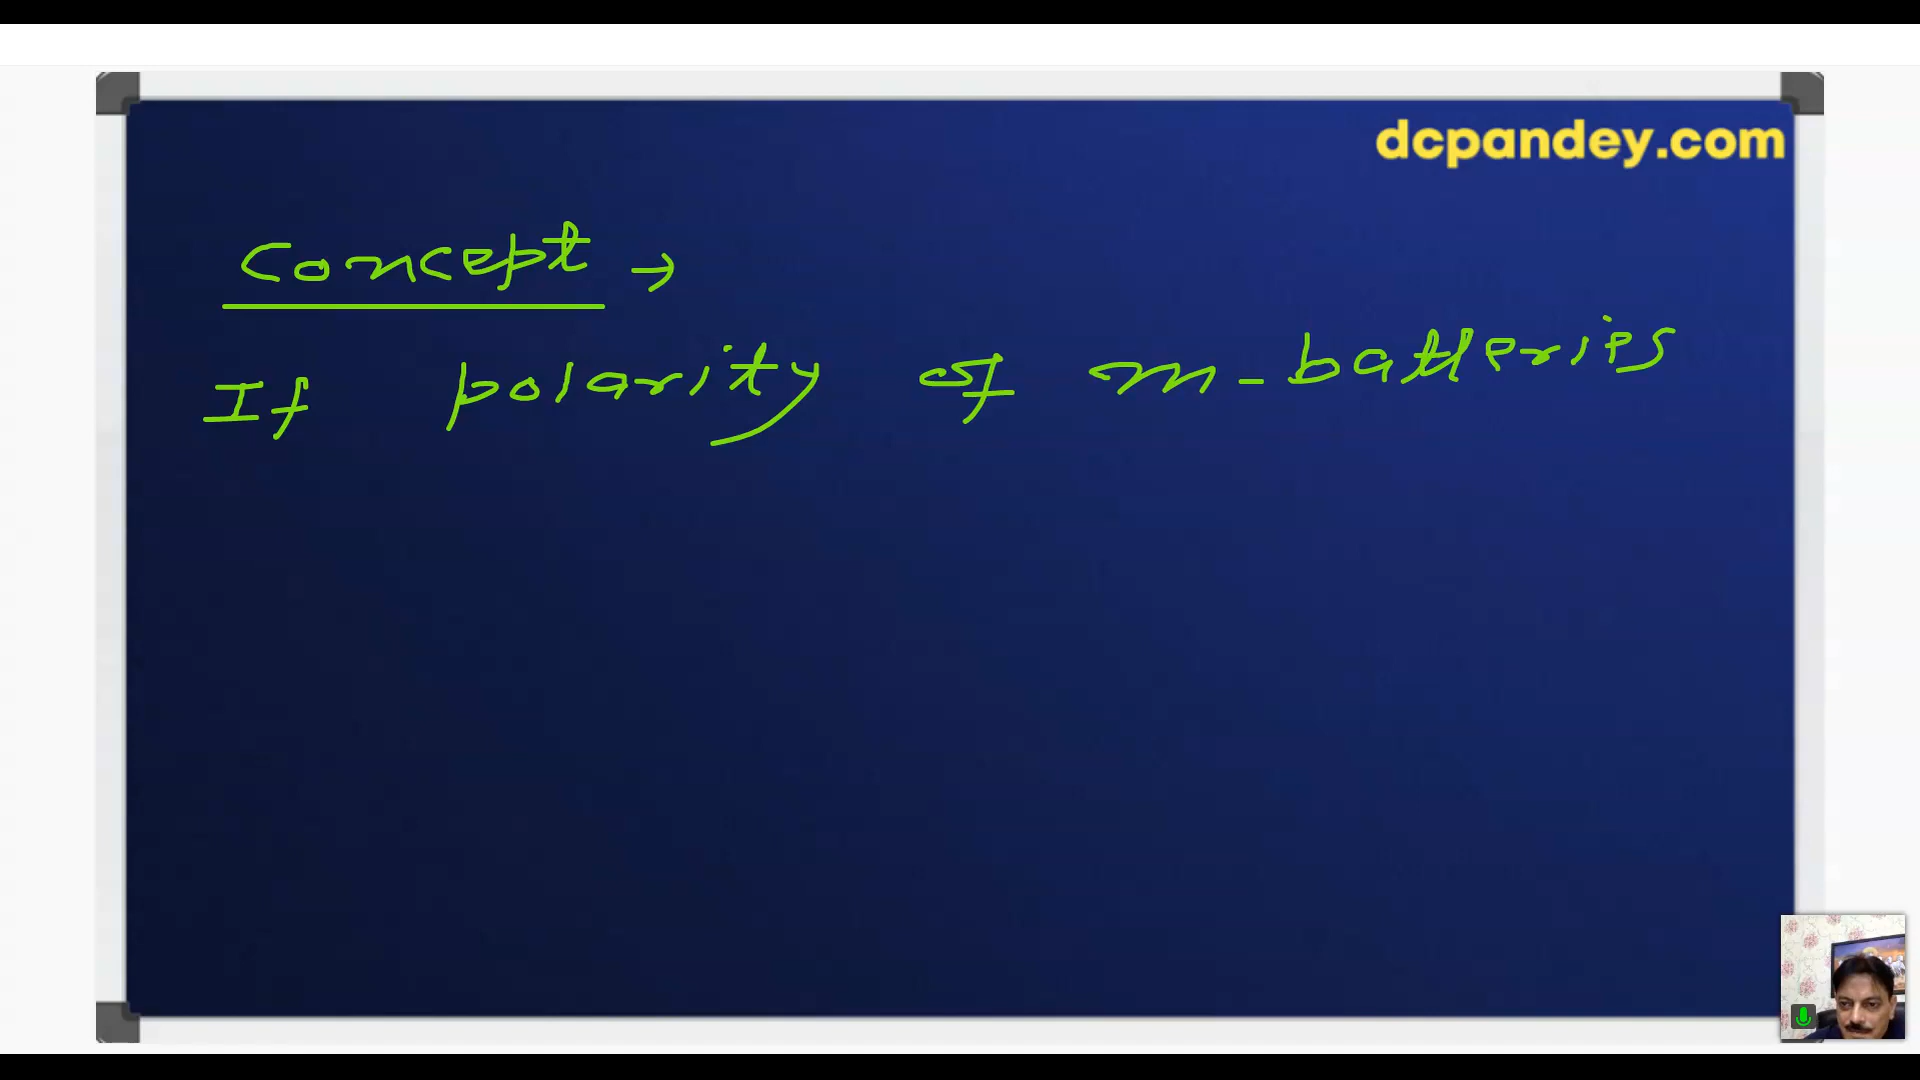 dcpandey.com
Concept →
If polarity of m-batteries